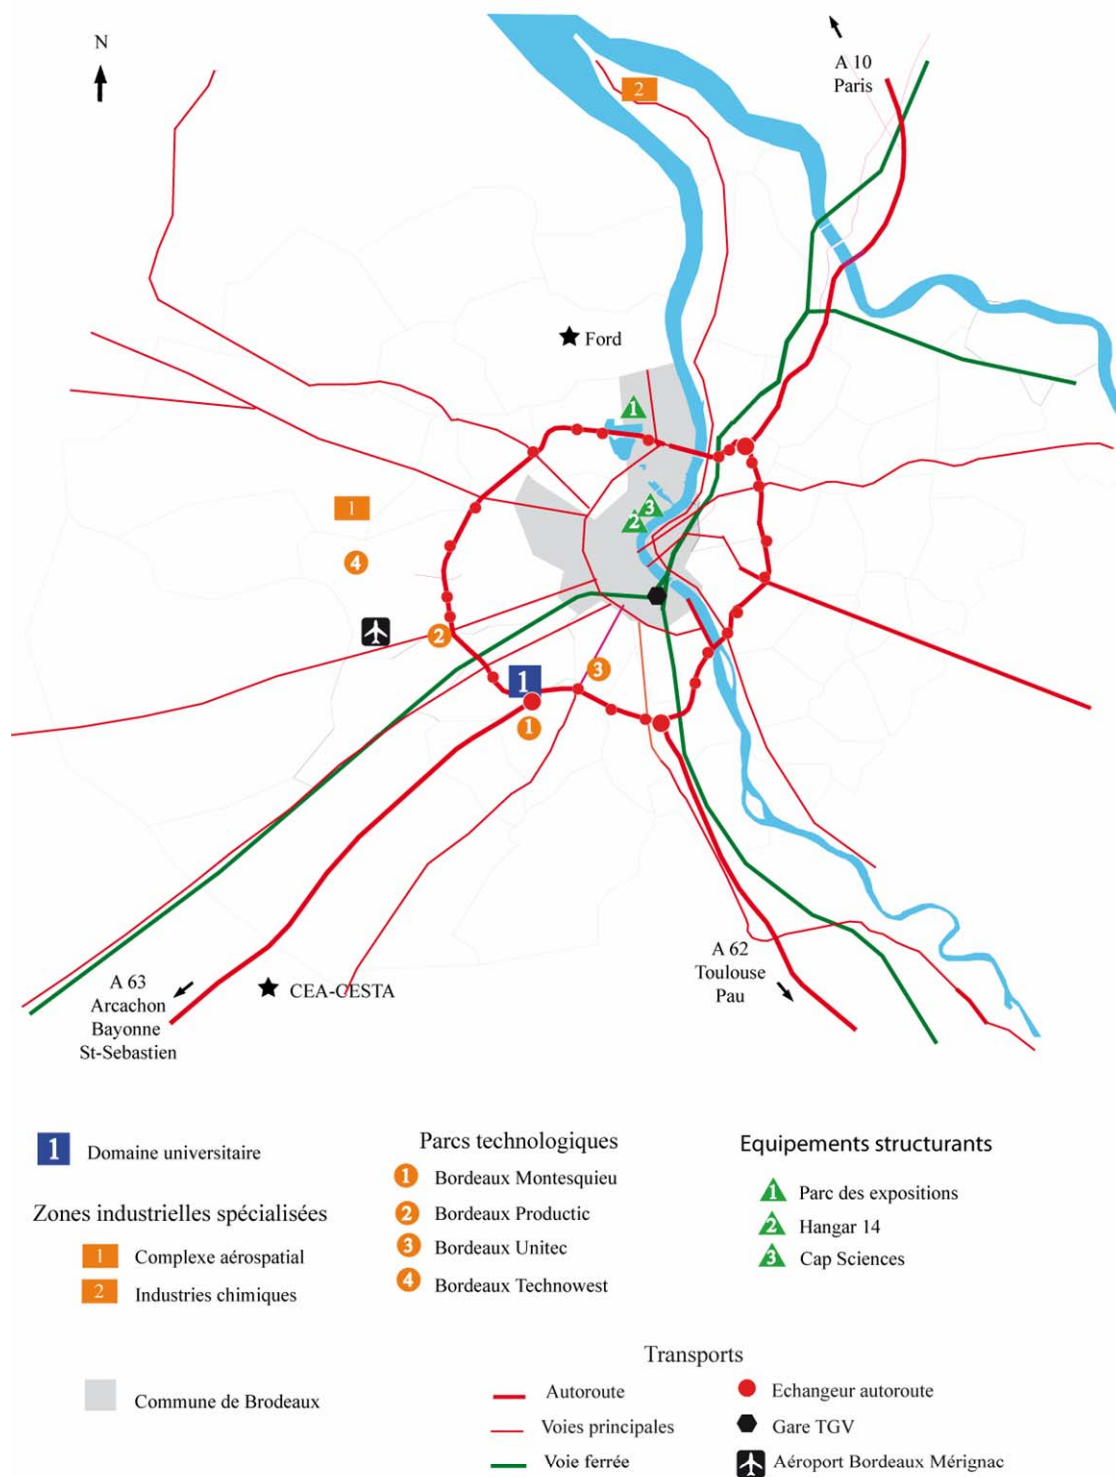 N
A 10
Paris
2
Ford
1
3
2
1
4
2
3
1
1
A 63
Arcachon
Bayonne
St-Sebastien
CEA-CESTA
A 62
Toulouse
Pau
1 Domaine universitaire
Zones industrielles spécialisées
1 Complexe aérospatial
2 Industries chimiques
Commune de Brodeaux
Parcs technologiques
1 Bordeaux Montesquieu
2 Bordeaux Productic
3 Bordeaux Unitec
4 Bordeaux Technowest
Equipements structurants
1 Parc des expositions
2 Hangar 14
3 Cap Sciences
Transports
Autoroute
Voies principales
Voie ferrée
Echangeur autoroute
Gare TGV
Aéroport Bordeaux Mérignac